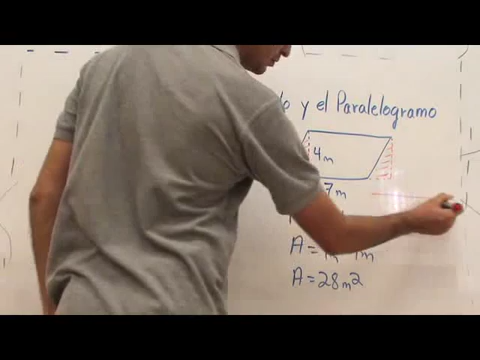 y el Paralelogramo
4m
7m
A =
A = 28m²